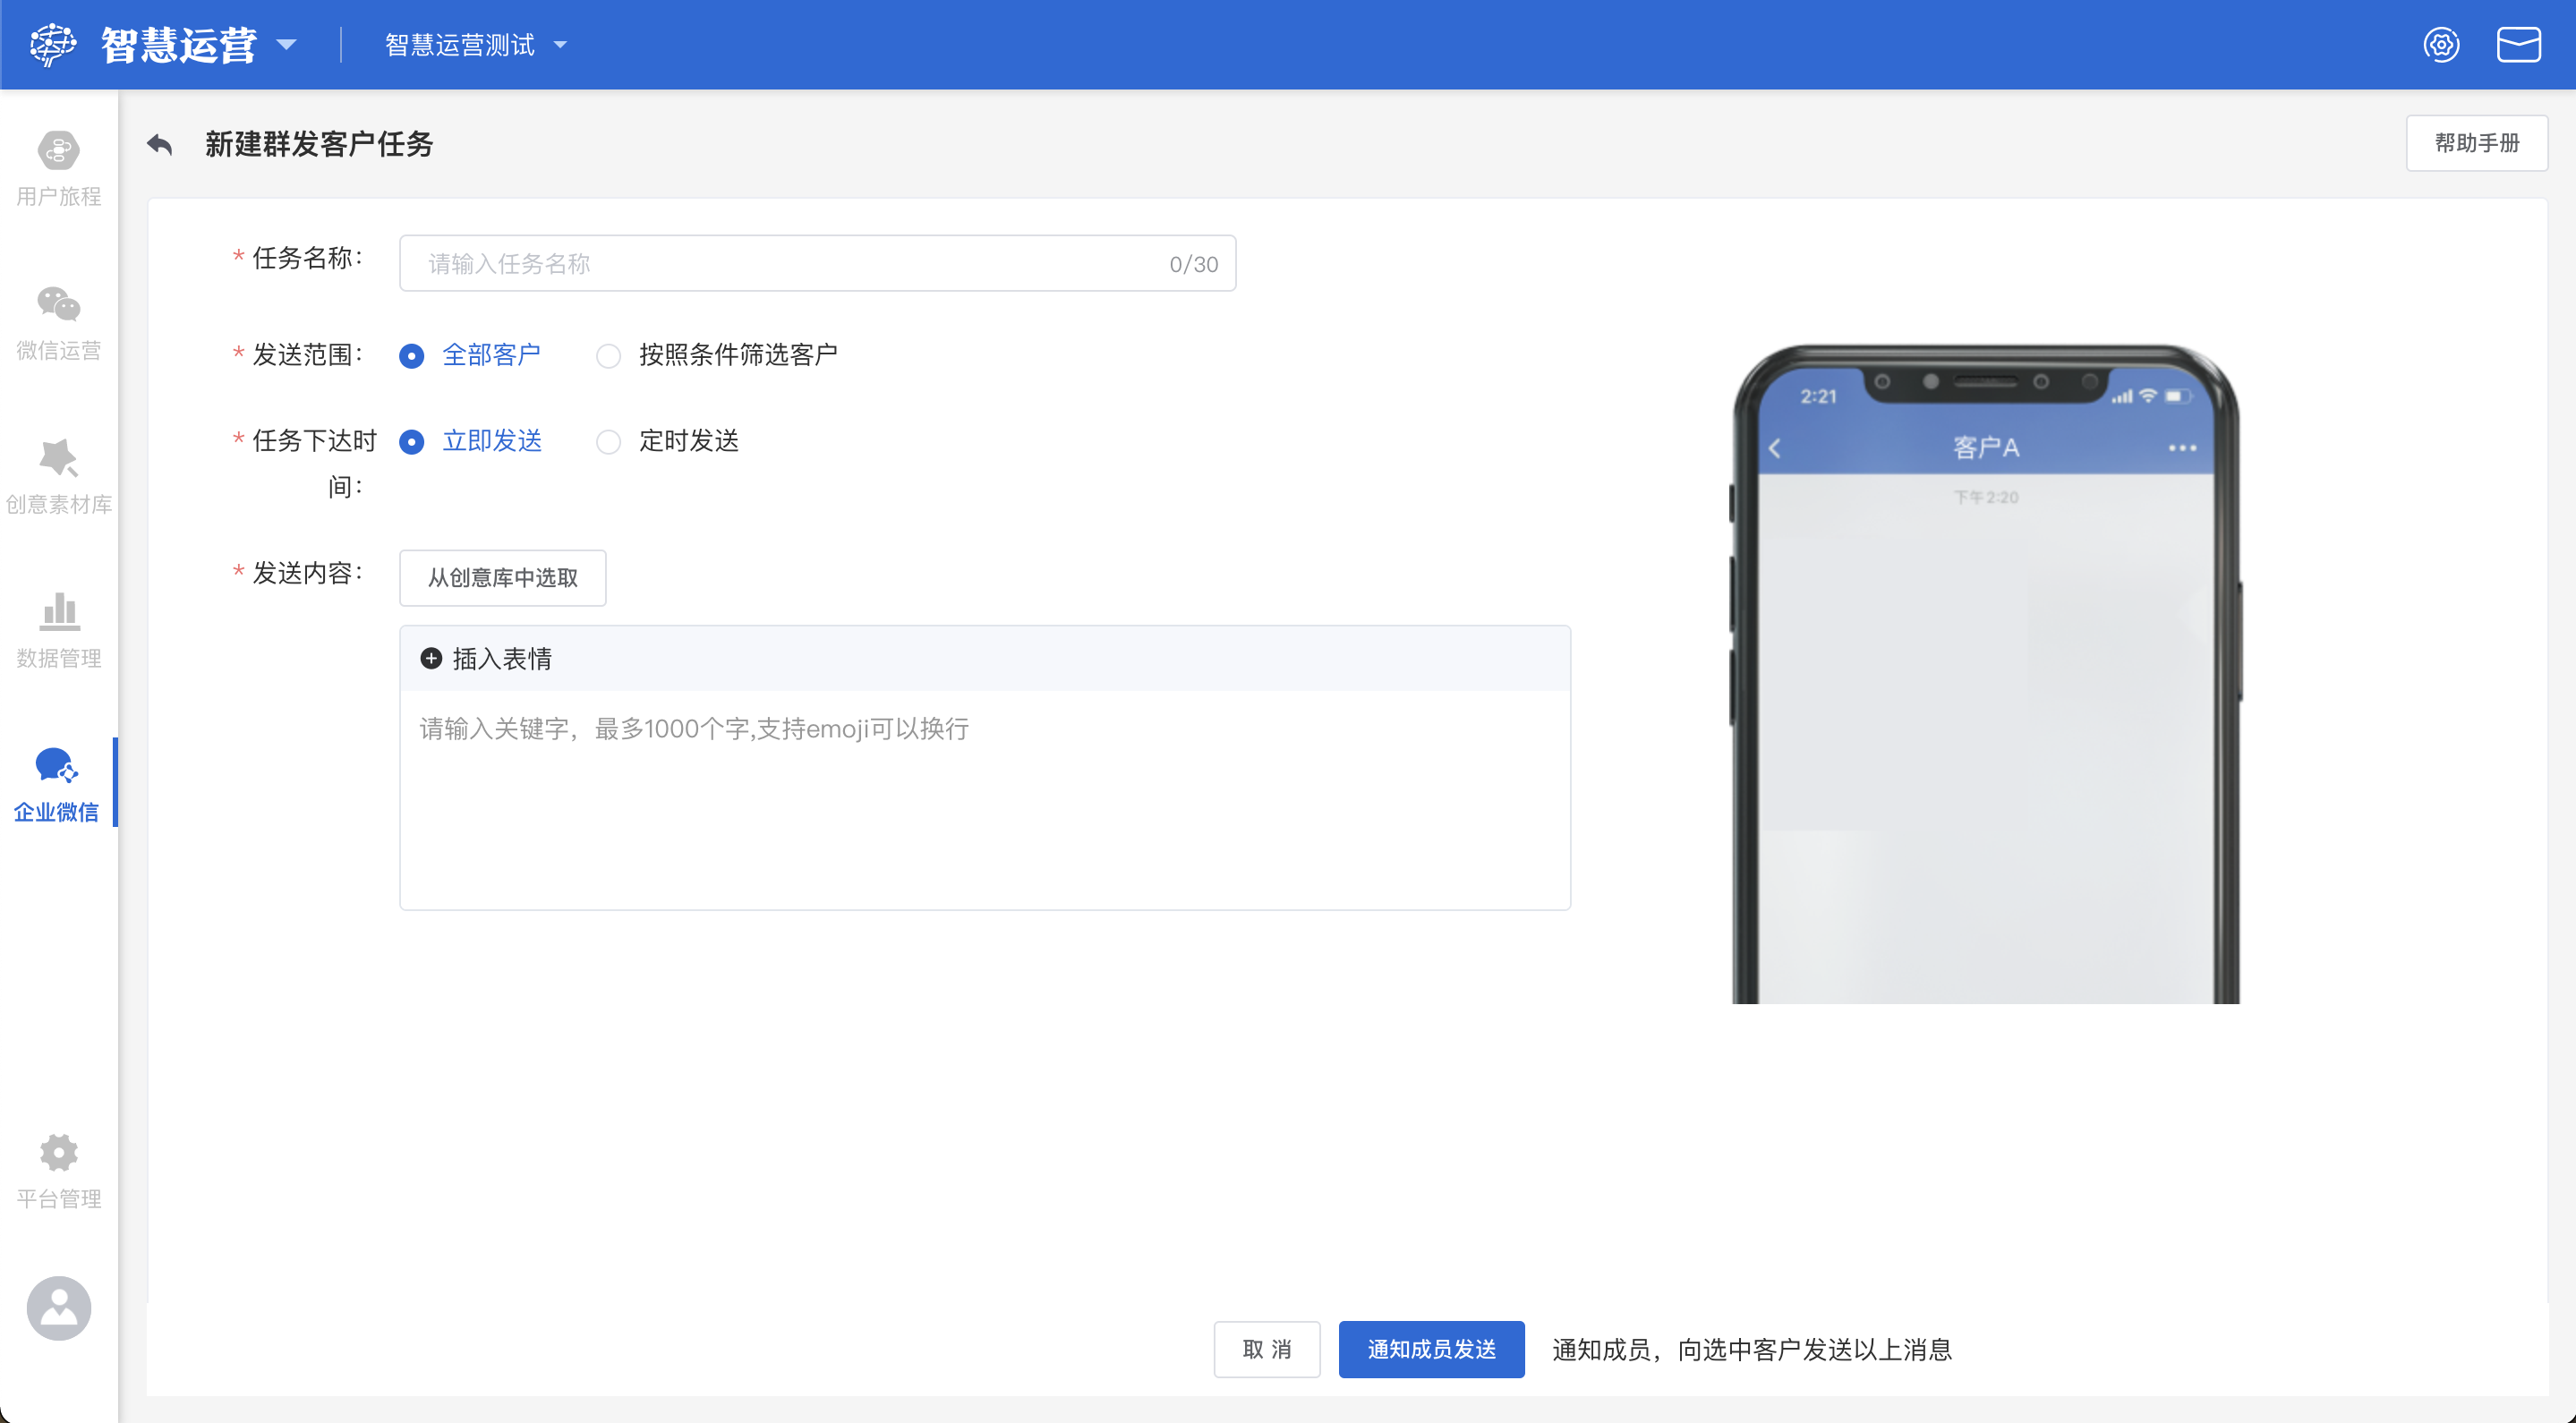 智慧运营
智慧运营测试
用户旅程
微信运营
创意素材库
数据管理
企业微信
平台管理
新建群发客户任务
帮助手册
* 任务名称：
请输入任务名称
0/30
* 发送范围：
全部客户
按照条件筛选客户
* 任务下达时间：
立即发送
定时发送
* 发送内容：
从创意库中选取
插入表情
请输入关键字，最多1000个字,支持emoji可以换行
2:21
客户A
下午2:20
取 消
通知成员发送
通知成员，向选中客户发送以上消息